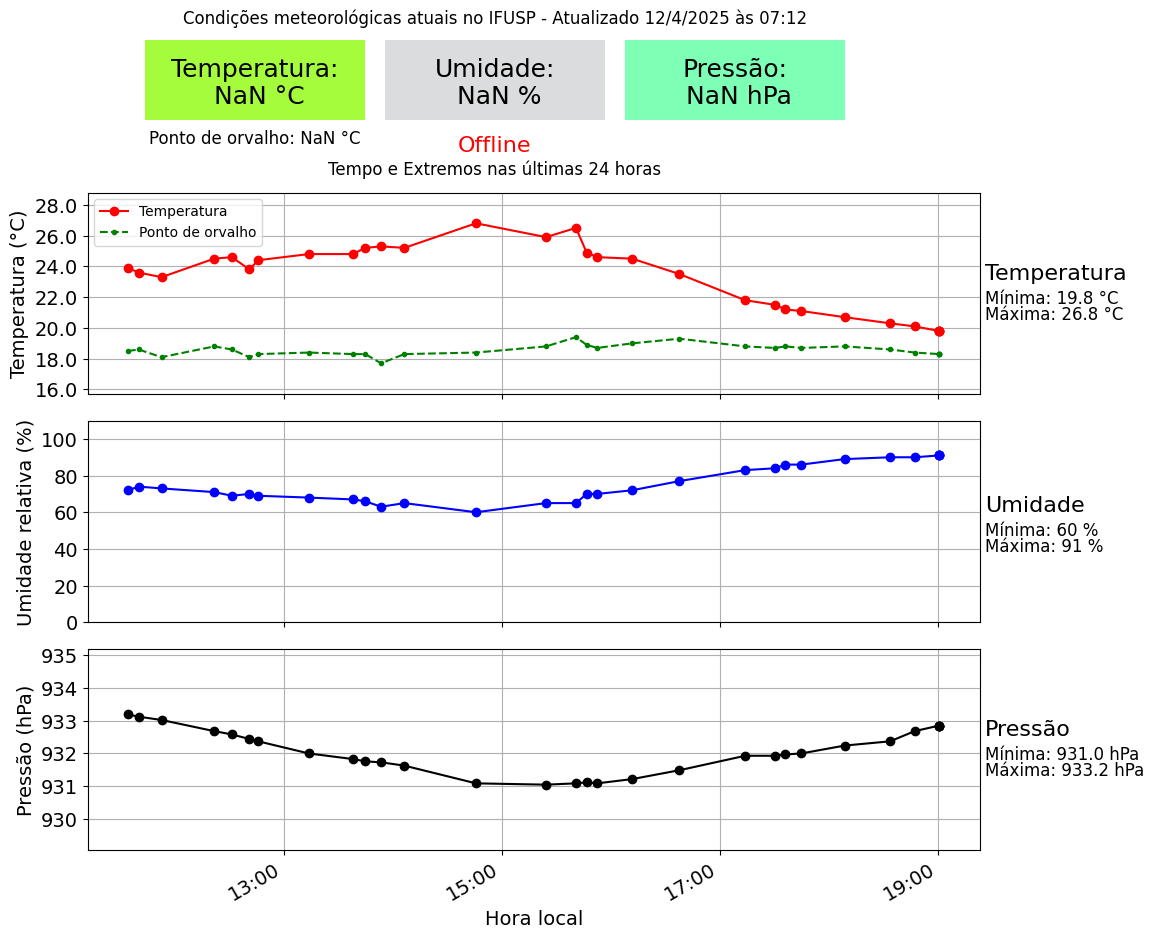 Condições meteorológicas atuais no IFUSP - Atualizado 12/4/2025 às 07:12
Temperatura:
NaN °C
Umidade:
NaN %
Pressão:
NaN hPa
Ponto de orvalho: NaN °C
Offline
Tempo e Extremos nas últimas 24 horas
Temperatura (°C)
28.0
26.0
24.0
22.0
20.0
18.0
16.0
Temperatura
Ponto de orvalho
Temperatura
Mínima: 19.8 °C
Máxima: 26.8 °C
Umidade relativa (%)
100
80
60
40
20
0
Umidade
Mínima: 60 %
Máxima: 91 %
Pressão (hPa)
935
934
933
932
931
930
Pressão
Mínima: 931.0 hPa
Máxima: 933.2 hPa
13:00
15:00
17:00
19:00
Hora local